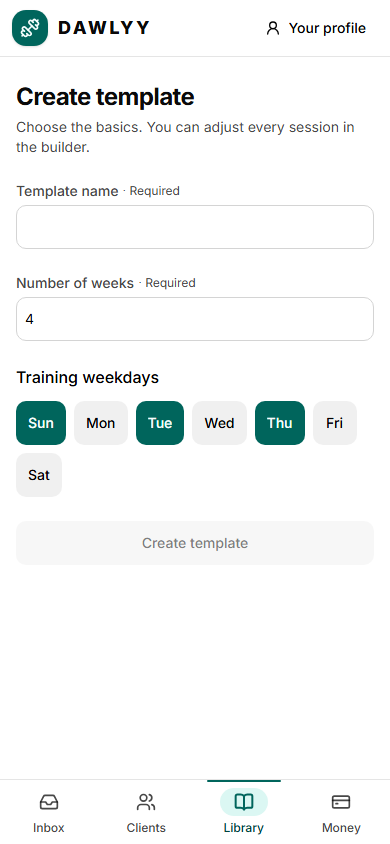 DAWLYY
Your profile
Create template
Choose the basics. You can adjust every session in
the builder.
Template name · Required
Number of weeks · Required
4
Training weekdays
Sun Mon Tue Wed Thu Fri
Sat
Create template
Inbox Clients Library Money